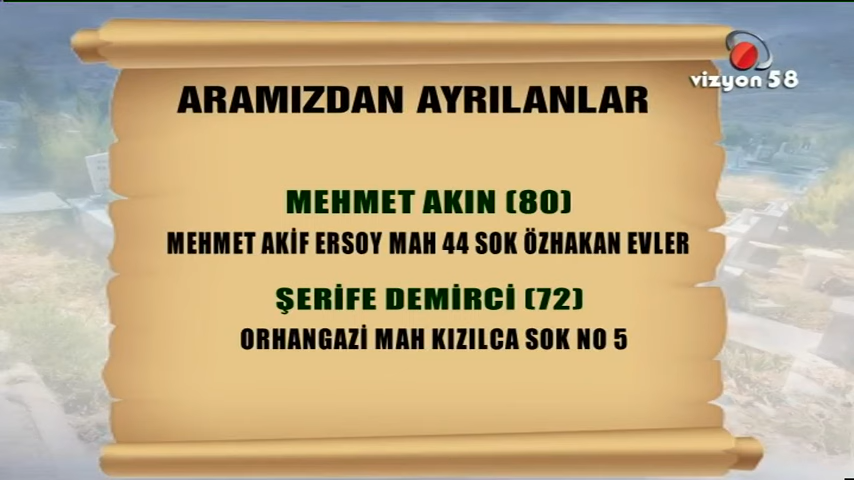 vizyon 58
ARAMIZDAN AYRILANLAR
MEHMET AKIN (80)
MEHMET AKİF ERSOY MAH 44 SOK ÖZHAKAN EVLER
ŞERİFE DEMİRCİ (72)
ORHANGAZİ MAH KIZILCA SOK NO 5